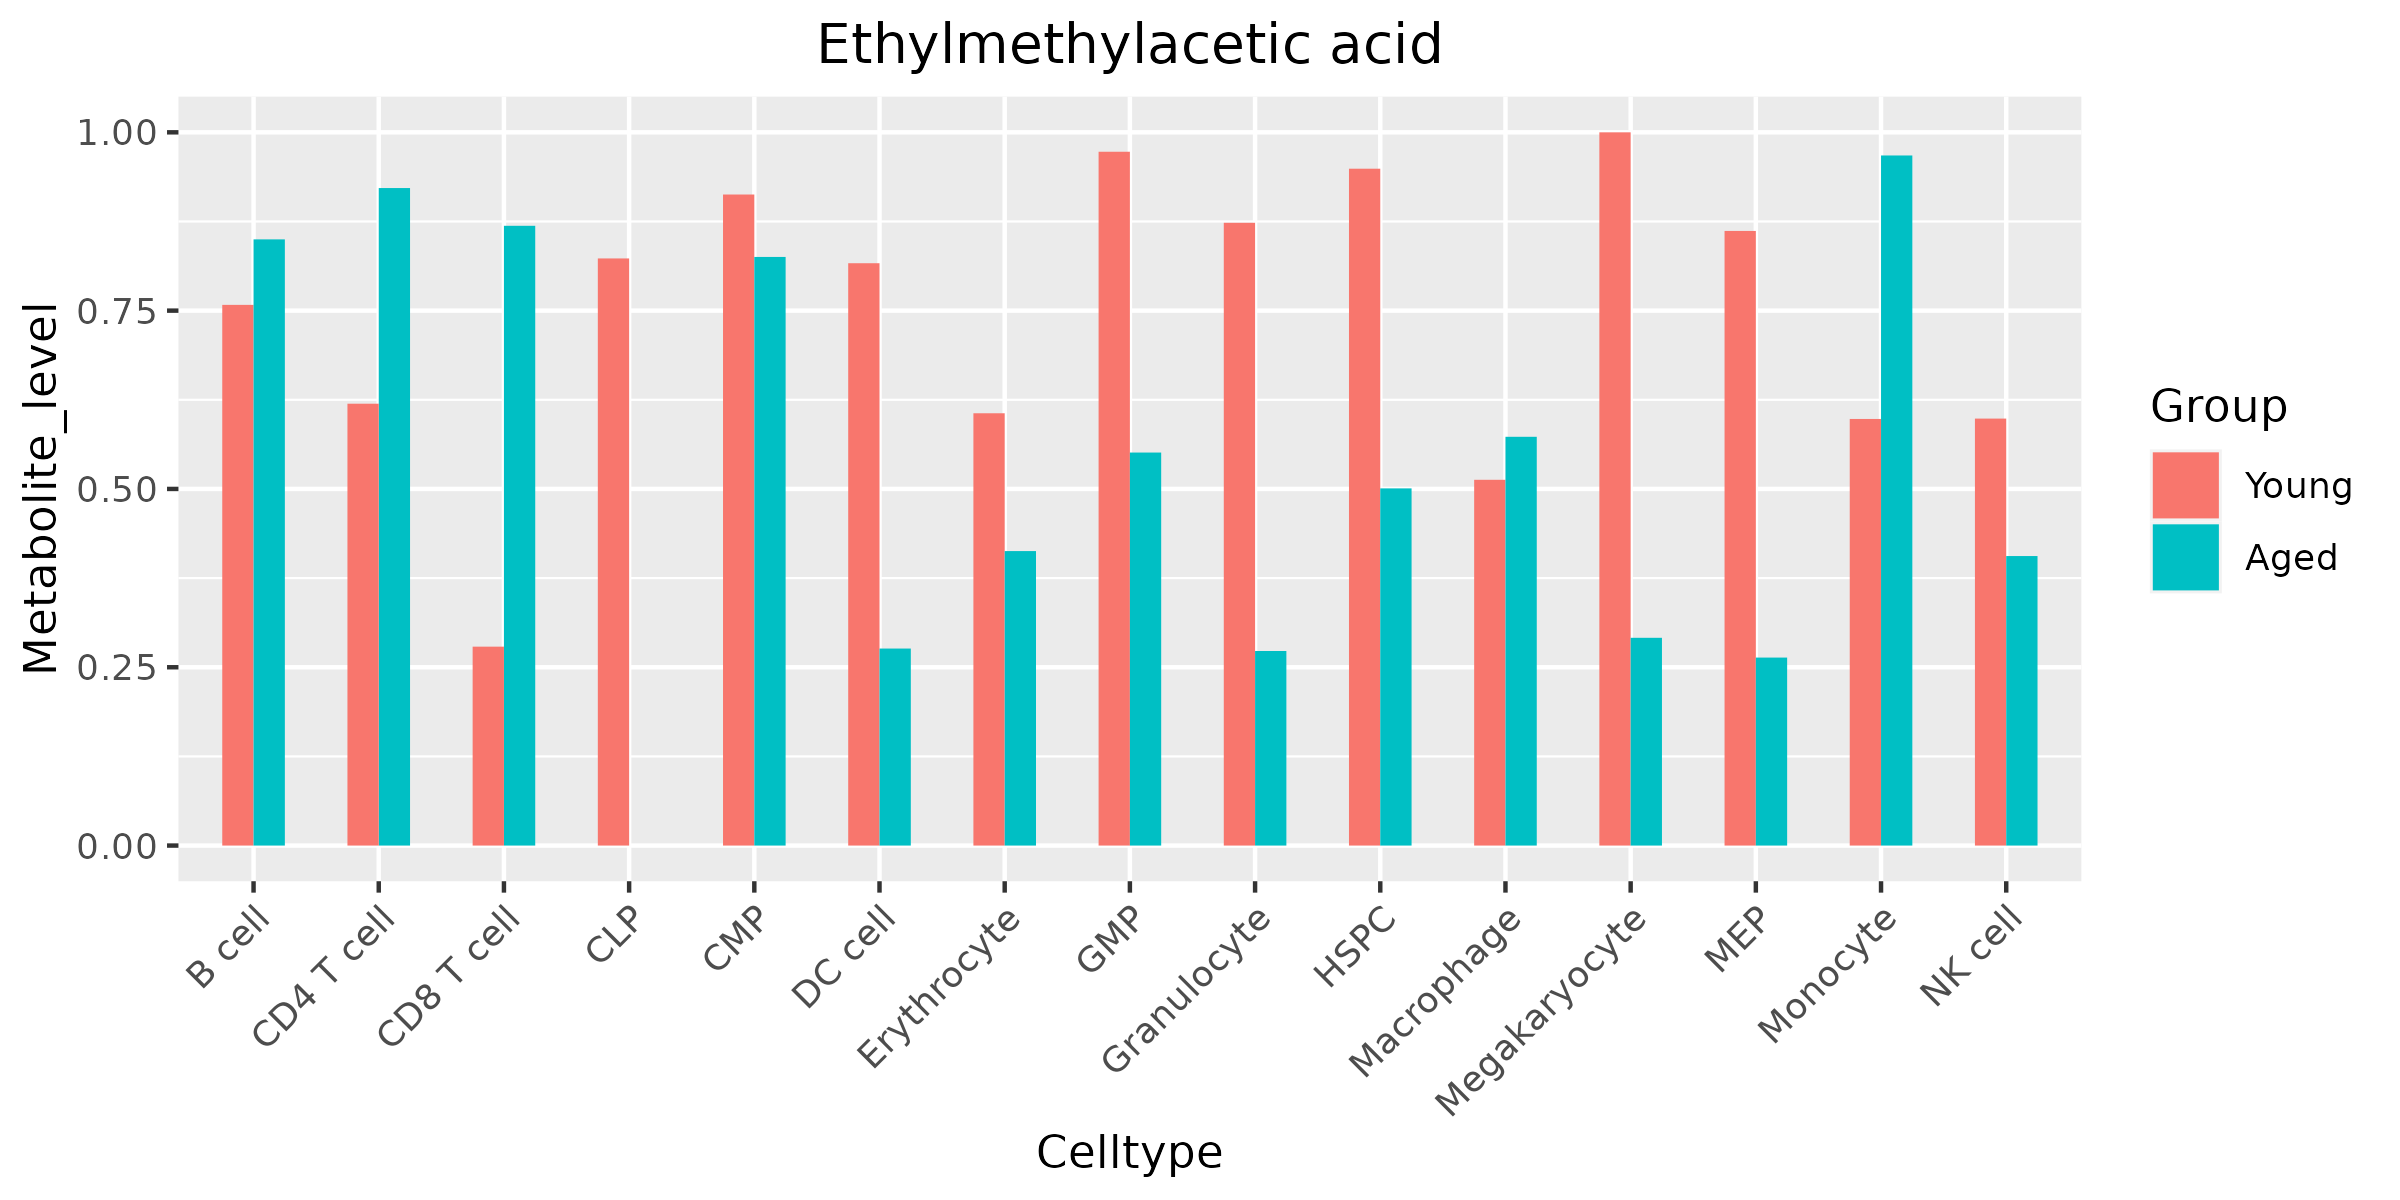 Ethylmethylacetic acid
Metabolite_level
1.00
0.75
0.50
0.25
0.00
B cell
CD4 T cell
CD8 T cell
CLP
CMP
DC cell
Erythrocyte
GMP
Granulocyte
HSPC
Macrophage
Megakaryocyte
MEP
Monocyte
NK cell
Celltype
Group
Young
Aged